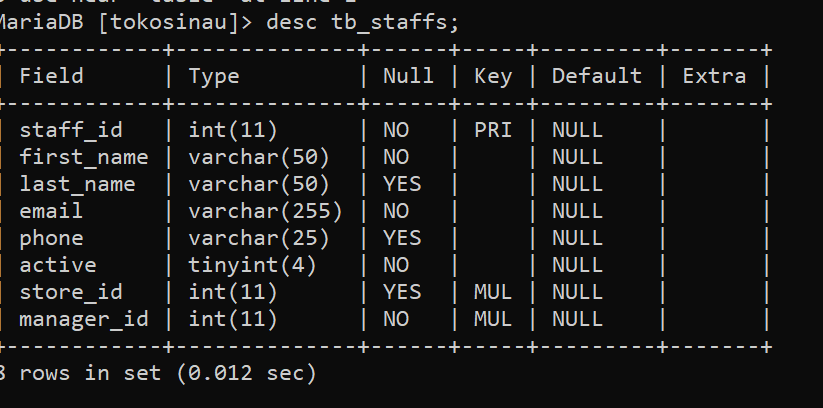 MariaDB [tokosinau]> desc tb_staffs;
+------------+--------------+------+-----+---------+-------+
| Field      | Type         | Null | Key | Default | Extra |
+------------+--------------+------+-----+---------+-------+
| staff_id   | int(11)      | NO   | PRI | NULL    |       |
| first_name | varchar(50)  | NO   |     | NULL    |       |
| last_name  | varchar(50)  | YES  |     | NULL    |       |
| email      | varchar(255) | NO   |     | NULL    |       |
| phone      | varchar(25)  | YES  |     | NULL    |       |
| active     | tinyint(4)   | NO   |     | NULL    |       |
| store_id   | int(11)      | YES  | MUL | NULL    |       |
| manager_id | int(11)      | NO   | MUL | NULL    |       |
+------------+--------------+------+-----+---------+-------+
8 rows in set (0.012 sec)